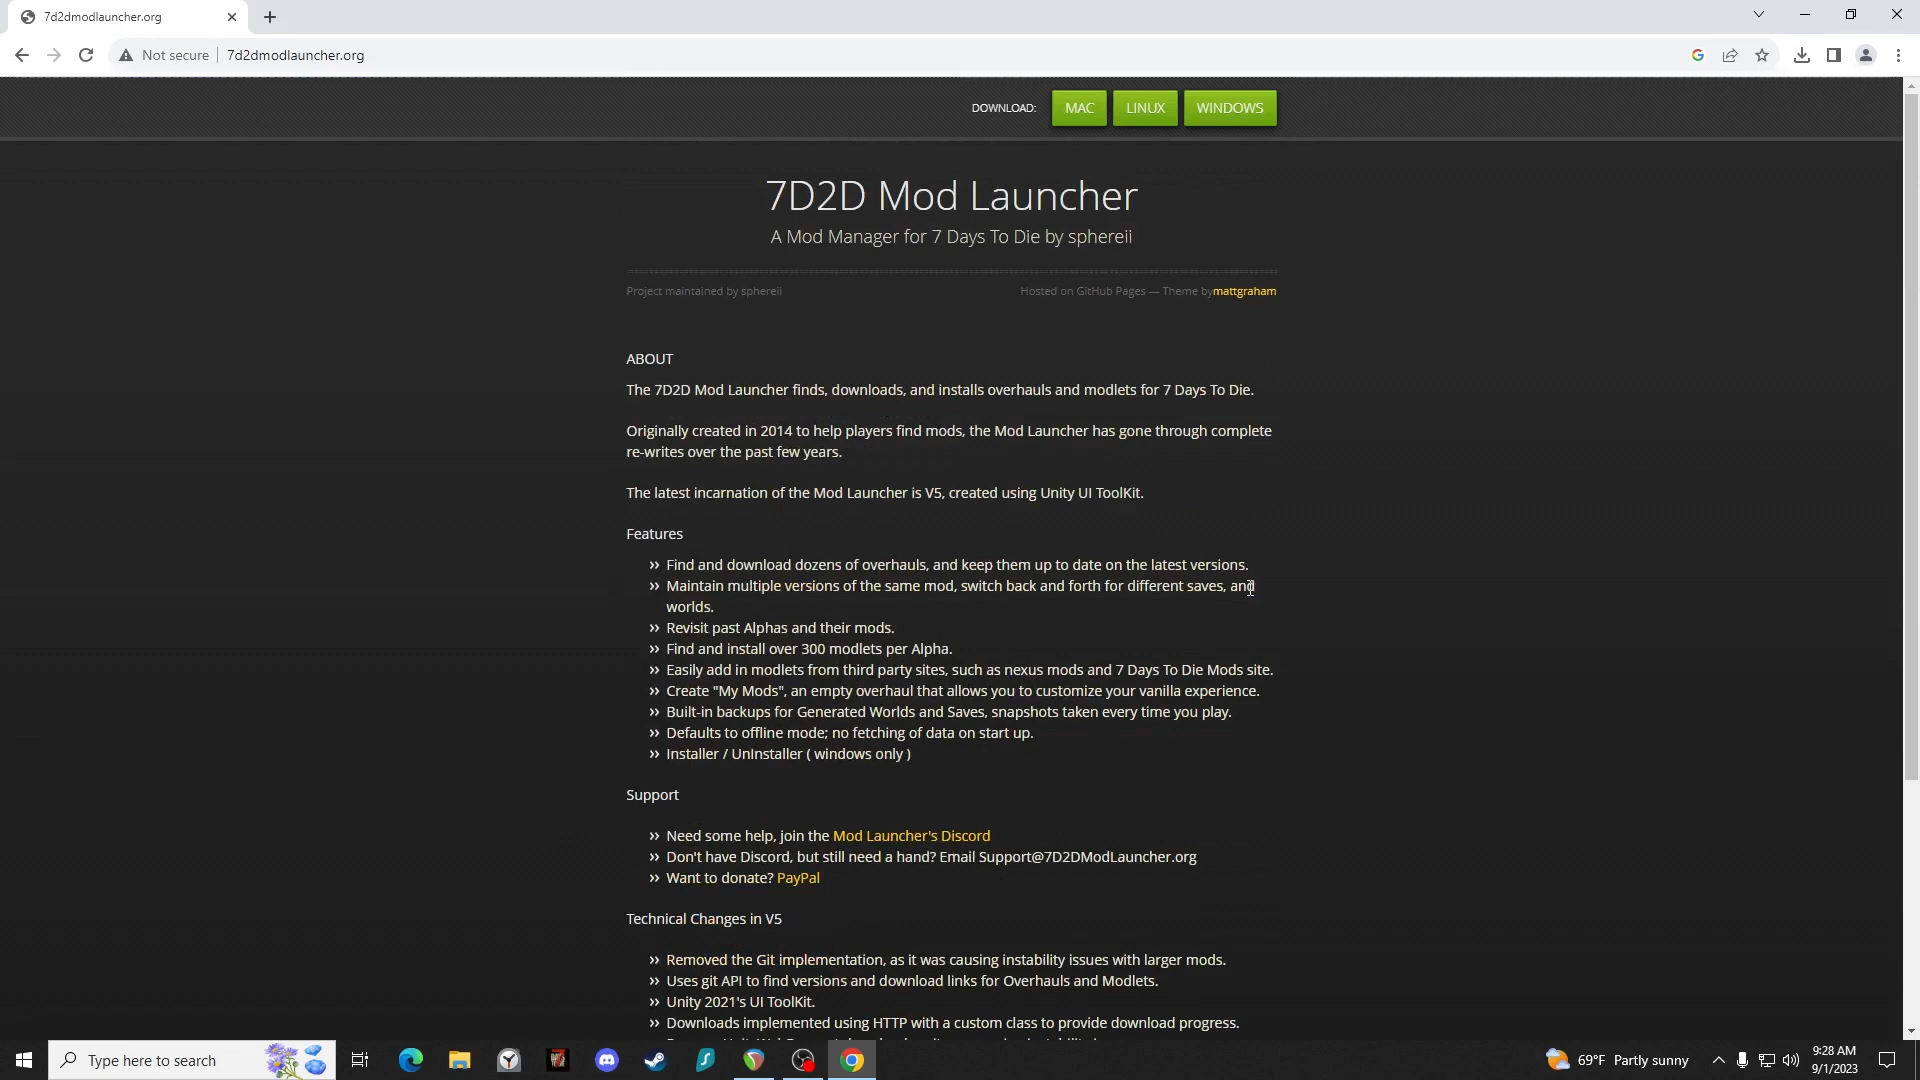 7d2dmodlauncher.org
Not secure
7d2dmodlauncher.org
DOWNLOAD: MAC LINUX WINDOWS
7D2D Mod Launcher
A Mod Manager for 7 Days To Die by sphereii
Project maintained by sphereii
Hosted on GitHub Pages — Theme by mattgraham
ABOUT
The 7D2D Mod Launcher finds, downloads, and installs overhauls and modlets for 7 Days To Die.
Originally created in 2014 to help players find mods, the Mod Launcher has gone through complete
re-writes over the past few years.
The latest incarnation of the Mod Launcher is V5, created using Unity UI ToolKit.
Features
»» Find and download dozens of overhauls, and keep them up to date on the latest versions.
»» Maintain multiple versions of the same mod, switch back and forth for different saves, and
worlds.
»» Revisit past Alphas and their mods.
»» Find and install over 300 modlets per Alpha.
»» Easily add in modlets from third party sites, such as nexus mods and 7 Days To Die Mods site.
»» Create "My Mods", an empty overhaul that allows you to customize your vanilla experience.
»» Built-in backups for Generated Worlds and Saves, snapshots taken every time you play.
»» Defaults to offline mode; no fetching of data on start up.
»» Installer / UnInstaller ( windows only )
Support
»» Need some help, join the Mod Launcher's Discord
»» Don't have Discord, but still need a hand? Email Support@7D2DModLauncher.org
»» Want to donate? PayPal
Technical Changes in V5
»» Removed the Git implementation, as it was causing instability issues with larger mods.
»» Uses git API to find versions and download links for Overhauls and Modlets.
»» Unity 2021's UI ToolKit.
»» Downloads implemented using HTTP with a custom class to provide download progress.
Type here to search
69°F Partly sunny
9:28 AM
9/1/2023